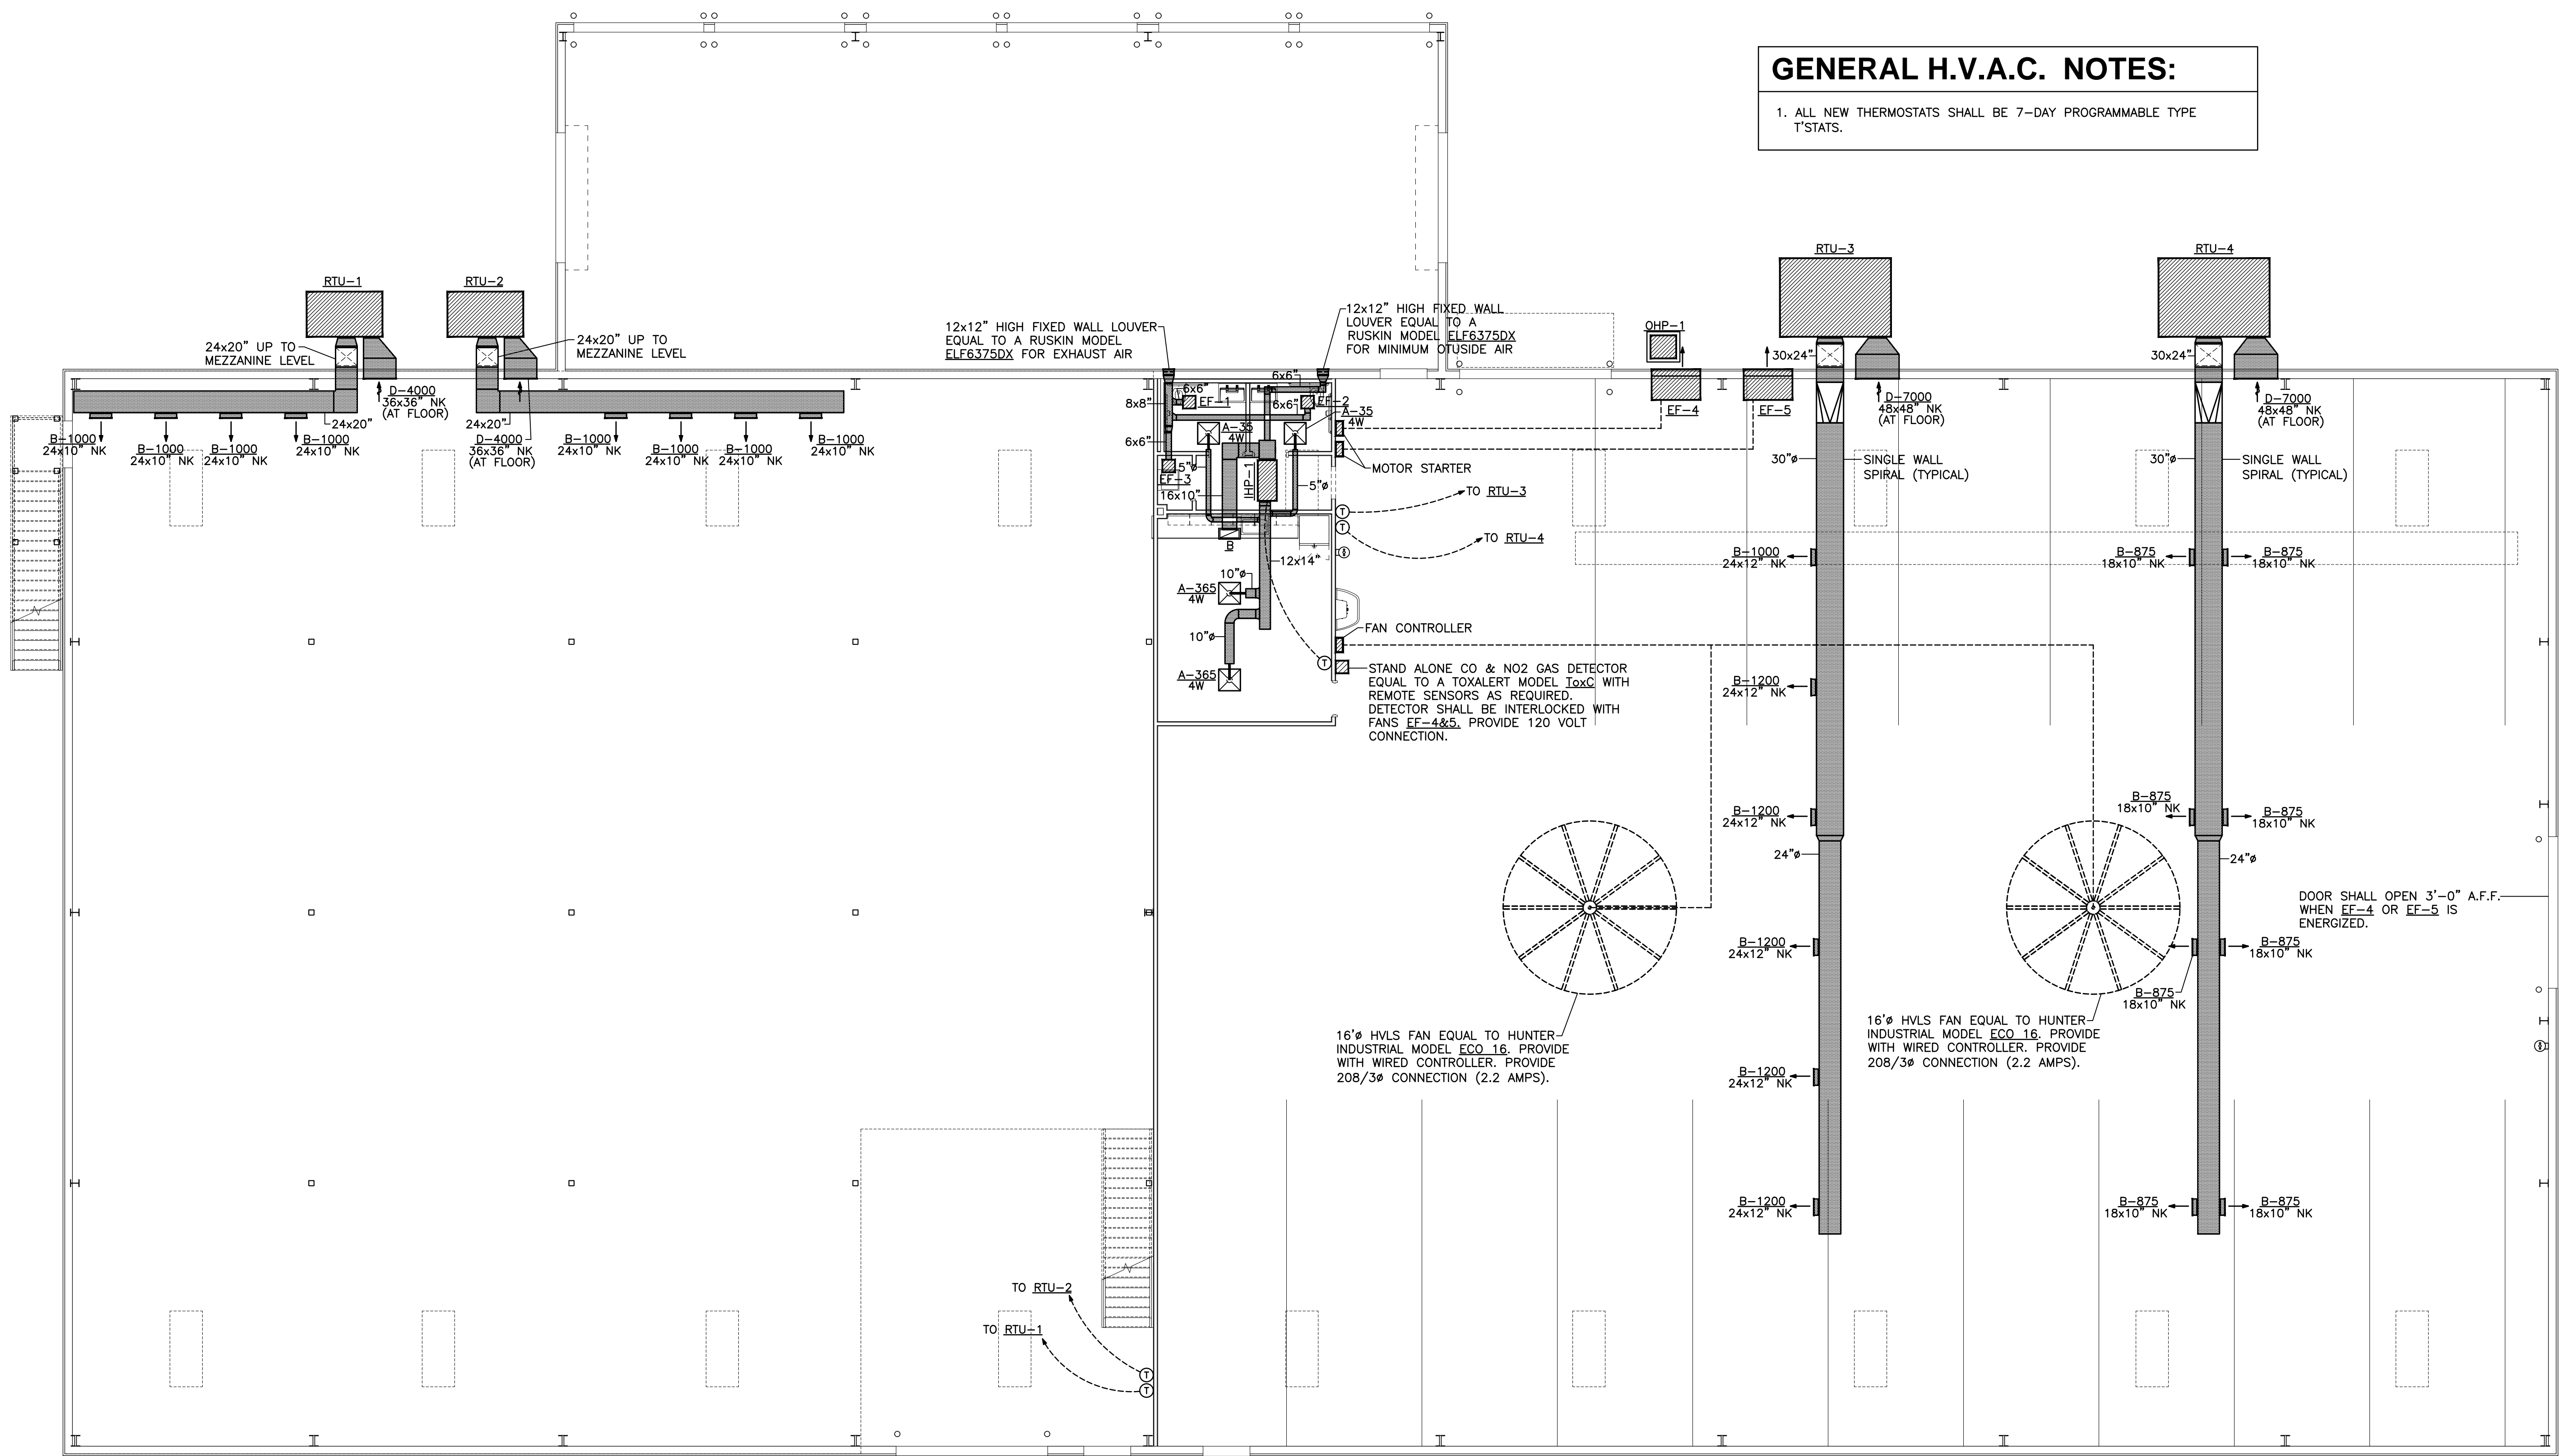 GENERAL H.V.A.C. NOTES:
1. ALL NEW THERMOSTATS SHALL BE 7-DAY PROGRAMMABLE TYPE
T'STATS.
RTU-1
RTU-2
RTU-3
RTU-4
24x20" UP TO
MEZZANINE LEVEL
24x20" UP TO
MEZZANINE LEVEL
12x12" HIGH FIXED WALL LOUVER
EQUAL TO A RUSKIN MODEL
ELF6375DX FOR EXHAUST AIR
12x12" HIGH FIXED WALL
LOUVER EQUAL TO A
RUSKIN MODEL ELF6375DX
FOR MINIMUM OTUSIDE AIR
OHP-1
30x24"
30x24"
D-4000
36x36" NK
(AT FLOOR)
24x20"
24x20"
D-4000
36x36" NK
(AT FLOOR)
B-1000
24x10" NK
B-1000
24x10" NK
B-1000
24x10" NK
B-1000
24x10" NK
B-1000
24x10" NK
B-1000
24x10" NK
B-1000
24x10" NK
B-1000
24x10" NK
6x6"
6x6"
8x8"
EF-1
6x6"
EF-2
A-35
4W
A-35
4W
6x6"
5"ø
EF-3
16x10"
IHP-1
5"ø
B
12x14"
10"ø
A-365
4W
10"ø
A-365
4W
EF-4
EF-5
D-7000
48x48" NK
(AT FLOOR)
D-7000
48x48" NK
(AT FLOOR)
MOTOR STARTER
T
TO RTU-3
T
TO RTU-4
30"ø
SINGLE WALL
SPIRAL (TYPICAL)
30"ø
SINGLE WALL
SPIRAL (TYPICAL)
FAN CONTROLLER
T
STAND ALONE CO & NO2 GAS DETECTOR
EQUAL TO A TOXALERT MODEL ToxC WITH
REMOTE SENSORS AS REQUIRED.
DETECTOR SHALL BE INTERLOCKED WITH
FANS EF-4&5. PROVIDE 120 VOLT
CONNECTION.
B-1000
24x12" NK
B-1200
24x12" NK
B-1200
24x12" NK
24"ø
B-1200
24x12" NK
B-1200
24x12" NK
B-1200
24x12" NK
B-875
18x10" NK
B-875
18x10" NK
B-875
18x10" NK
B-875
18x10" NK
24"ø
B-875
18x10" NK
B-875
18x10" NK
B-875
18x10" NK
B-875
18x10" NK
DOOR SHALL OPEN 3'-0" A.F.F.
WHEN EF-4 OR EF-5 IS
ENERGIZED.
16'ø HVLS FAN EQUAL TO HUNTER
INDUSTRIAL MODEL ECO 16. PROVIDE
WITH WIRED CONTROLLER. PROVIDE
208/3ø CONNECTION (2.2 AMPS).
16'ø HVLS FAN EQUAL TO HUNTER
INDUSTRIAL MODEL ECO 16. PROVIDE
WITH WIRED CONTROLLER. PROVIDE
208/3ø CONNECTION (2.2 AMPS).
TO RTU-2
TO RTU-1
T
T